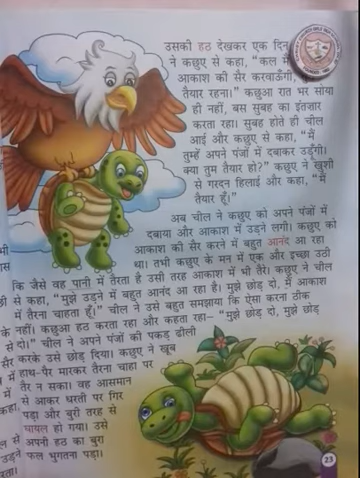 उसकी हठ देखकर एक दिन
ने कछुए से कहा, “कल मैं
आकाश की सैर करवाऊँगी,
तैयार रहना।” कछुआ रात भर सोया
ही नहीं, बस सुबह का इंतज़ार
करता रहा। सुबह होते ही चील
आई और कछुए से कहा, “मैं
तुम्हें अपने पंजों में दबाकर उड़ूँगी।
क्या तुम तैयार हो?” कछुए ने खुशी
से गरदन हिलाई और कहा, “मैं
तैयार हूँ।”
अब चील ने कछुए को अपने पंजों में
दबाया और आकाश में उड़ने लगी। कछुए को
आकाश की सैर करने में बहुत आनंद आ रहा
था। तभी कछुए के मन में एक और इच्छा उठी
कि जैसे वह पानी में तैरता है उसी तरह आकाश में भी तैरे। कछुए ने चील
से कहा, “मुझे उड़ने में बहुत आनंद आ रहा है। मुझे छोड़ दो, मैं आकाश
में तैरना चाहता हूँ।” चील ने उसे बहुत समझाया कि ऐसा करना ठीक
नहीं। कछुआ हठ करता रहा और कहता रहा– “मुझे छोड़ दो, मुझे छोड़
दो।” चील ने अपने पंजों की पकड़ ढीली
करके उसे छोड़ दिया। कछुए ने खूब
हाथ-पैर मारकर तैरना चाहा पर
तैर न सका। वह आसमान
से आकर धरती पर गिर
पड़ा और बुरी तरह से
घायल हो गया। उसे
अपनी हठ का बुरा
फल भुगतना पड़ा।
23